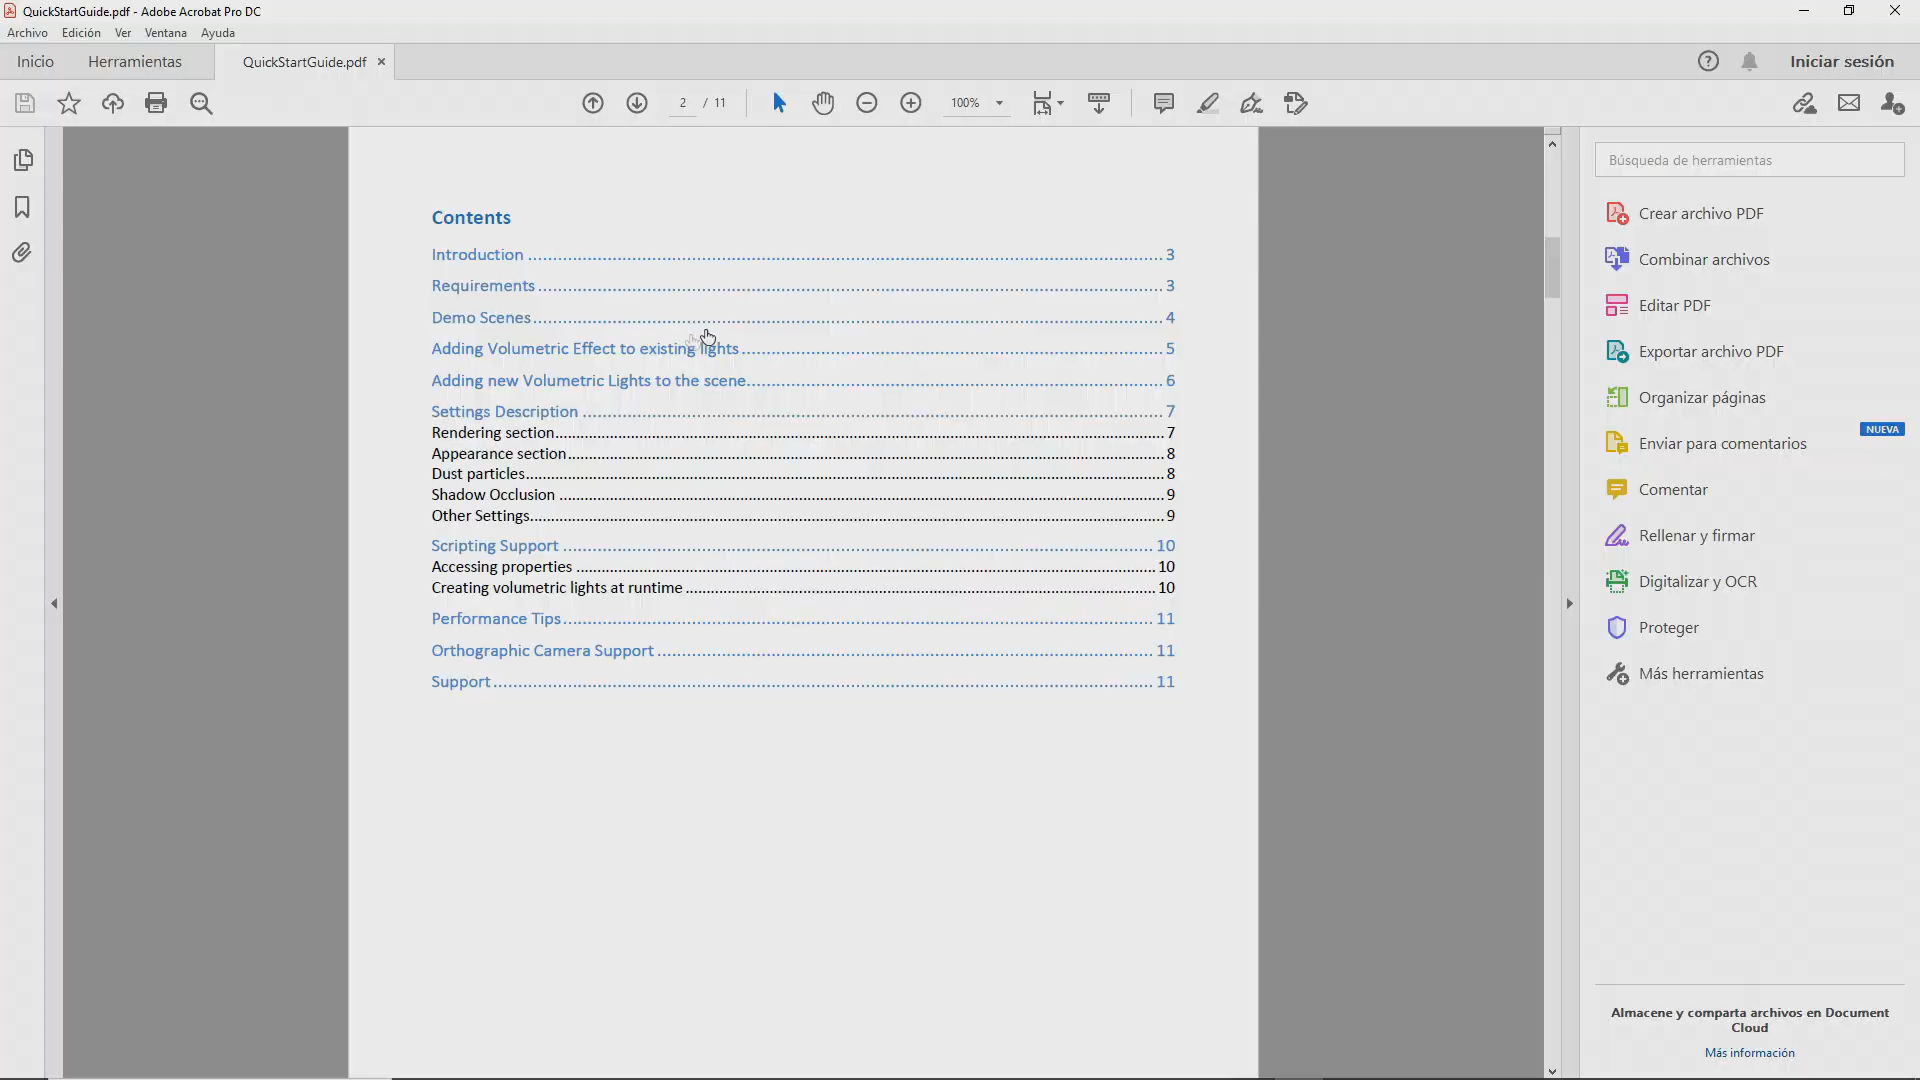 QuickStartGuide.pdf - Adobe Acrobat Pro DC
Archivo Edición Ver Ventana Ayuda
Inicio Herramientas QuickStartGuide.pdf × Iniciar sesión
2 / 11 100%
Búsqueda de herramientas
Contents
Introduction ........ 3
Requirements ........ 3
Demo Scenes ........ 4
Adding Volumetric Effect to existing lights ........ 5
Adding new Volumetric Lights to the scene ........ 6
Settings Description ........ 7
Rendering section ........ 7
Appearance section ........ 8
Dust particles ........ 8
Shadow Occlusion ........ 9
Other Settings ........ 9
Scripting Support ........ 10
Accessing properties ........ 10
Creating volumetric lights at runtime ........ 10
Performance Tips ........ 11
Orthographic Camera Support ........ 11
Support ........ 11
Crear archivo PDF
Combinar archivos
Editar PDF
Exportar archivo PDF
Organizar páginas
NUEVA
Enviar para comentarios
Comentar
Rellenar y firmar
Digitalizar y OCR
Proteger
Más herramientas
Almacene y comparta archivos en Document
Cloud
Más información